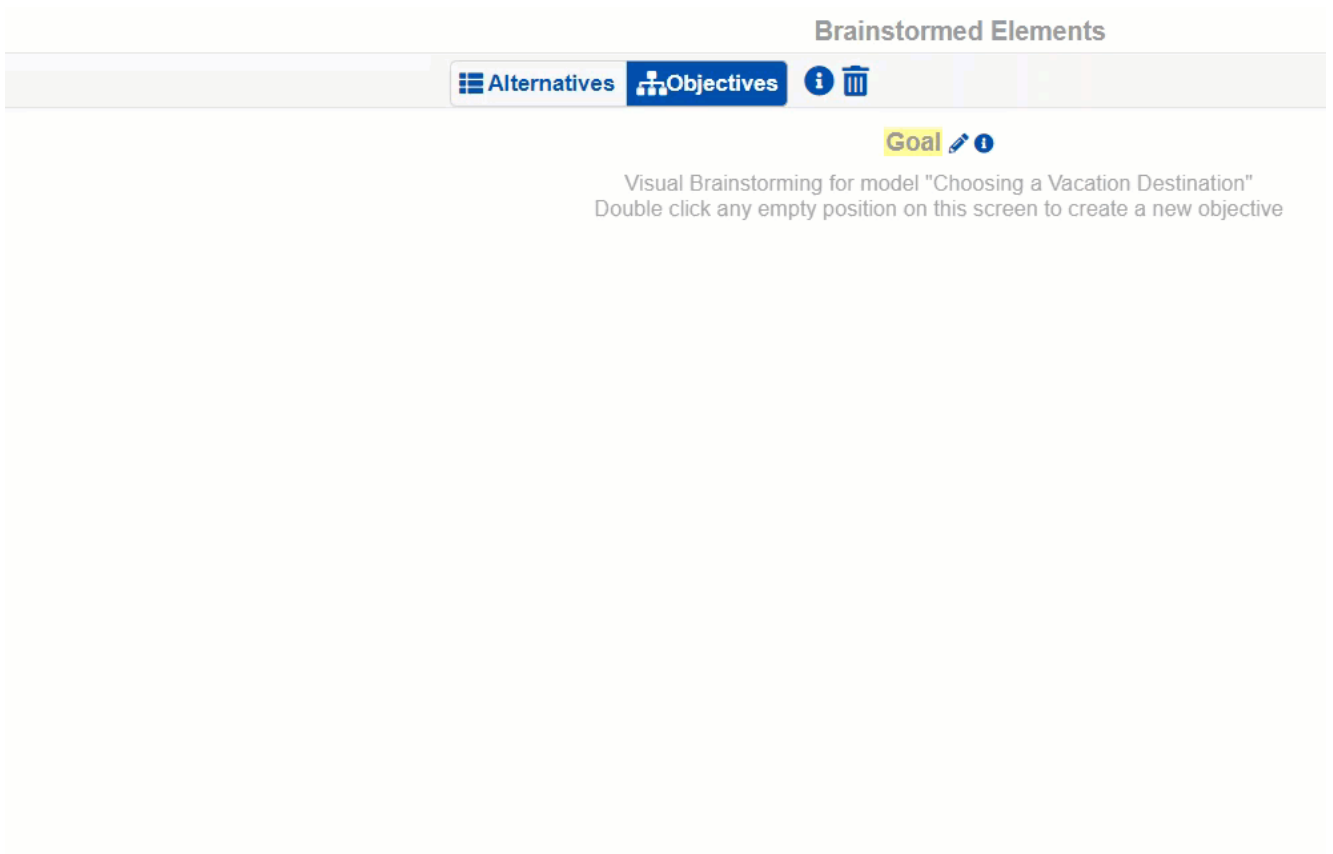 Brainstormed Elements
Alternatives Objectives
Goal
Visual Brainstorming for model "Choosing a Vacation Destination"
Double click any empty position on this screen to create a new objective